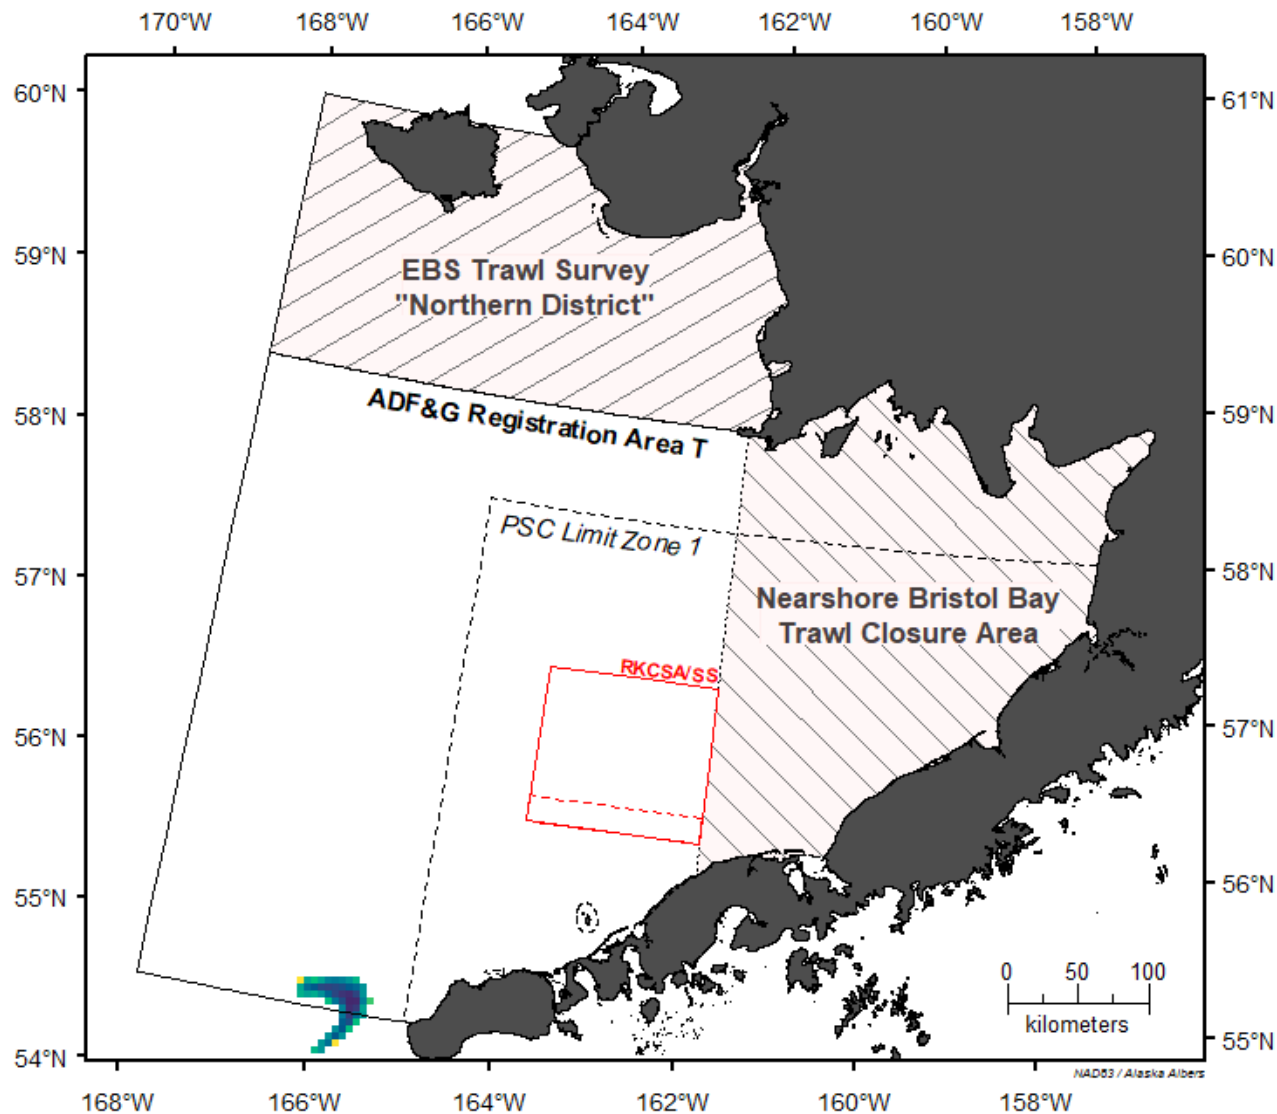 170°W 168°W 166°W 164°W 162°W 160°W 158°W
60°N
61°N
EBS Trawl Survey
"Northern District"
59°N
60°N
58°N
59°N
ADF&G Registration Area T
PSC Limit Zone 1
57°N
58°N
Nearshore Bristol Bay
Trawl Closure Area
RKCSA/SS
56°N
57°N
55°N
56°N
0 50 100
kilometers
54°N
55°N
NAD83 / Alaska Albers
168°W 166°W 164°W 162°W 160°W 158°W